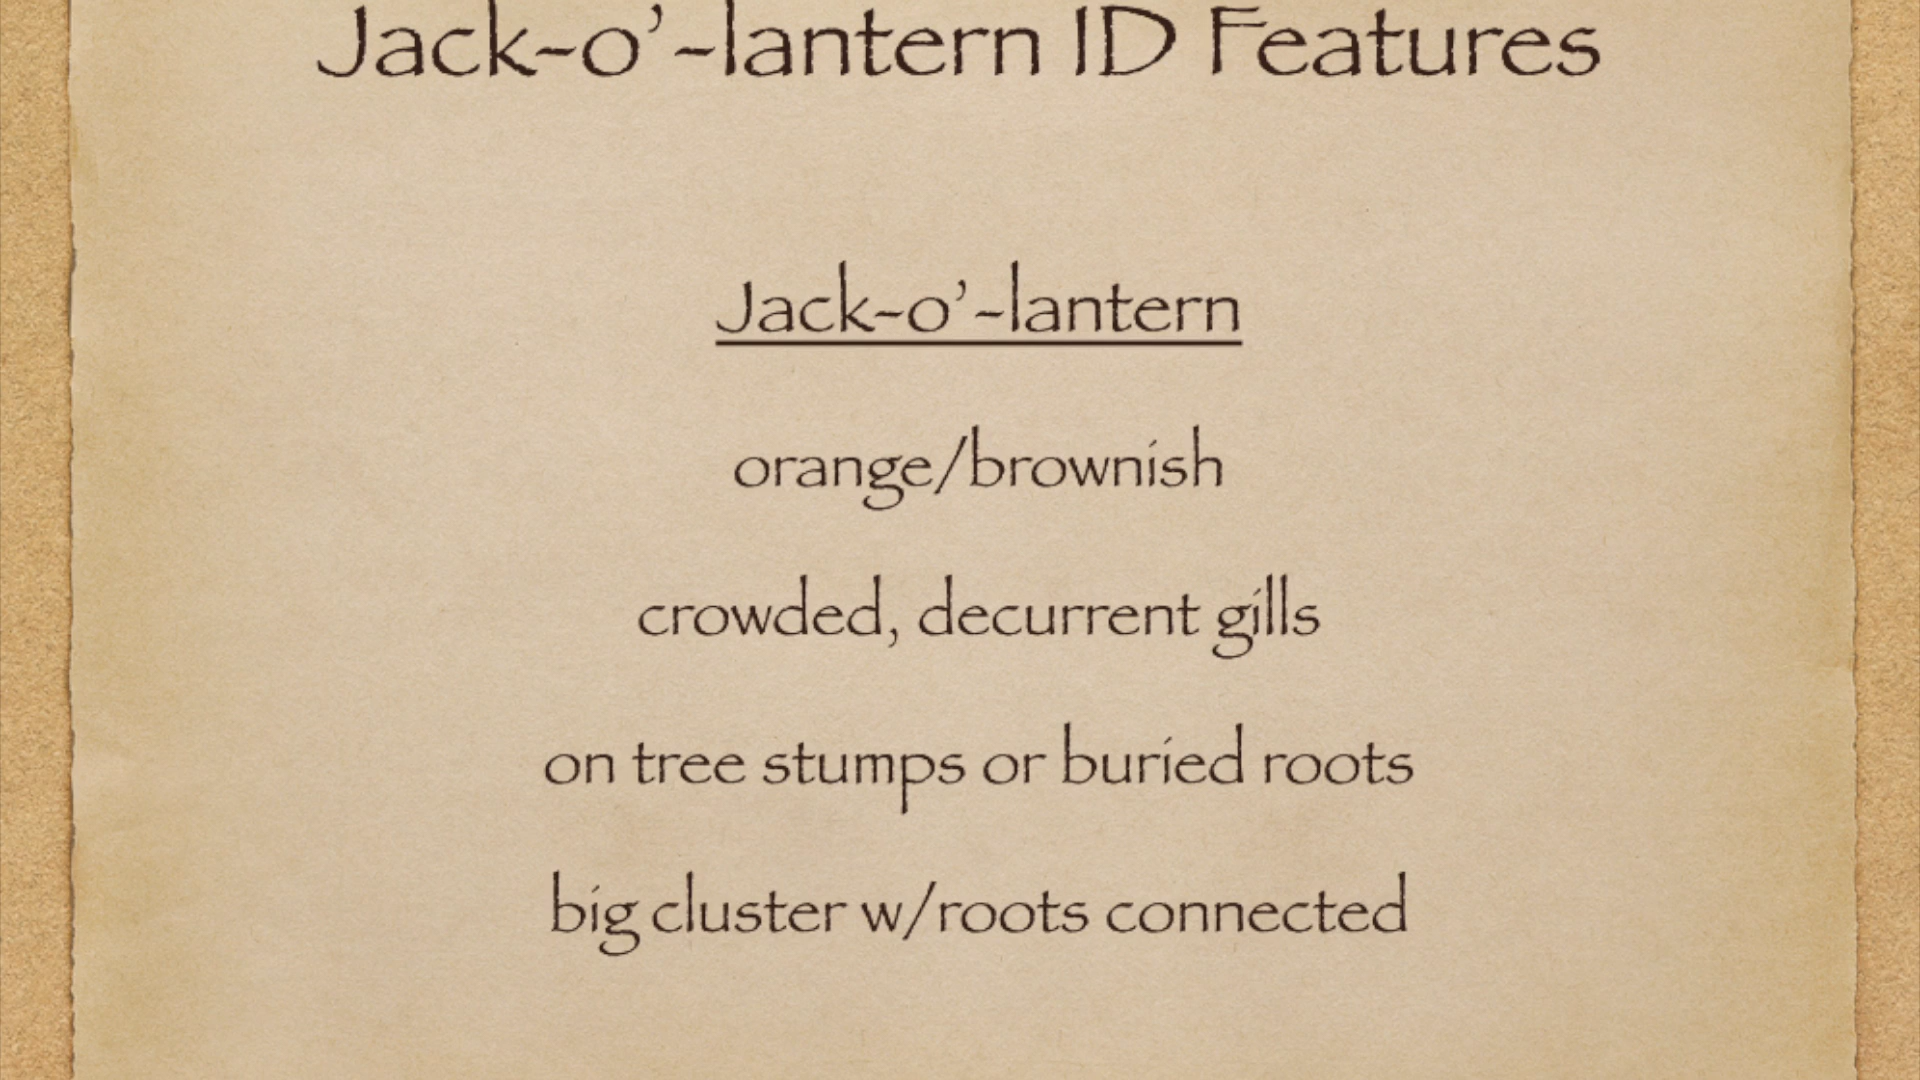 Jack-o’-lantern ID Features
Jack-o’-lantern
orange/brownish
crowded, decurrent gills
on tree stumps or buried roots
big cluster w/roots connected